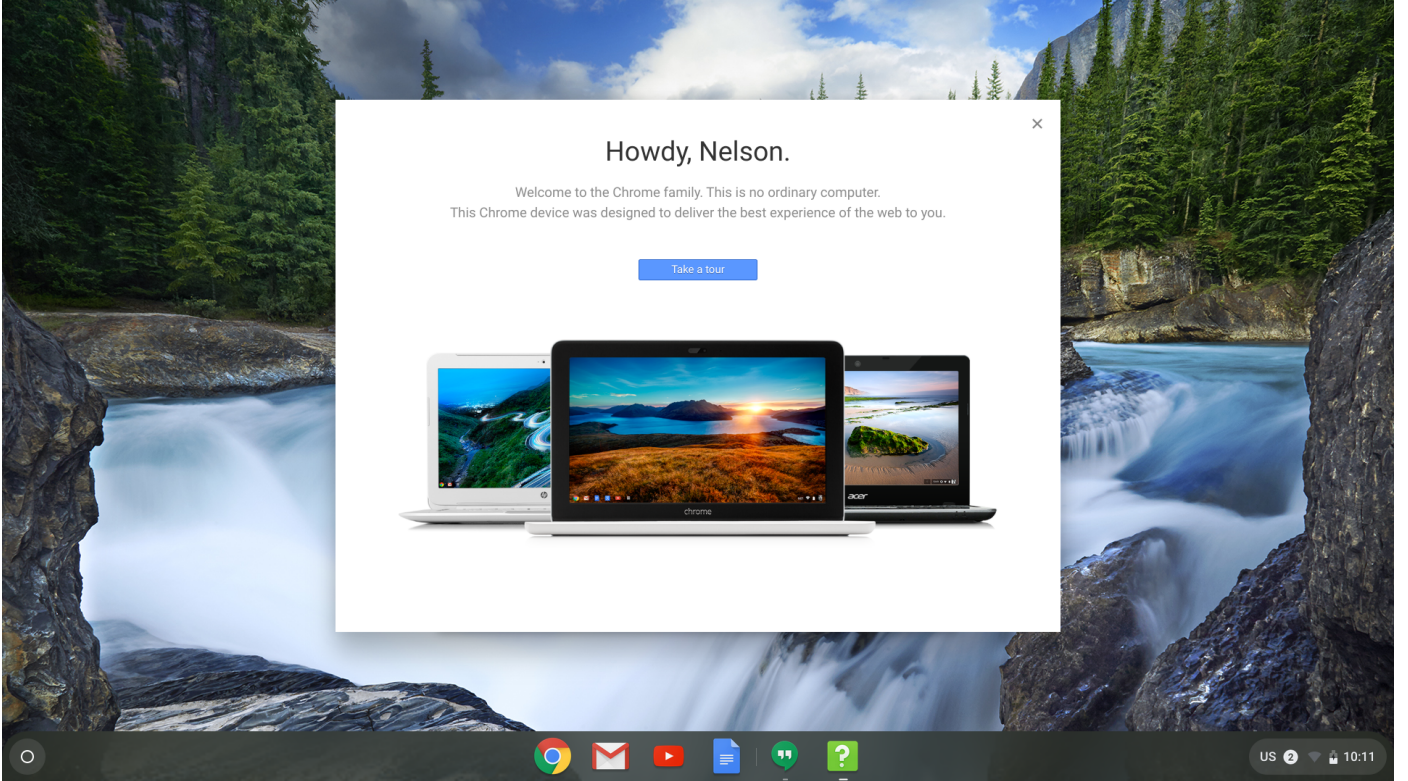 Howdy, Nelson.
Welcome to the Chrome family. This is no ordinary computer.
This Chrome device was designed to deliver the best experience of the web to you.
Take a tour
chrome
acer
US 2 10:11